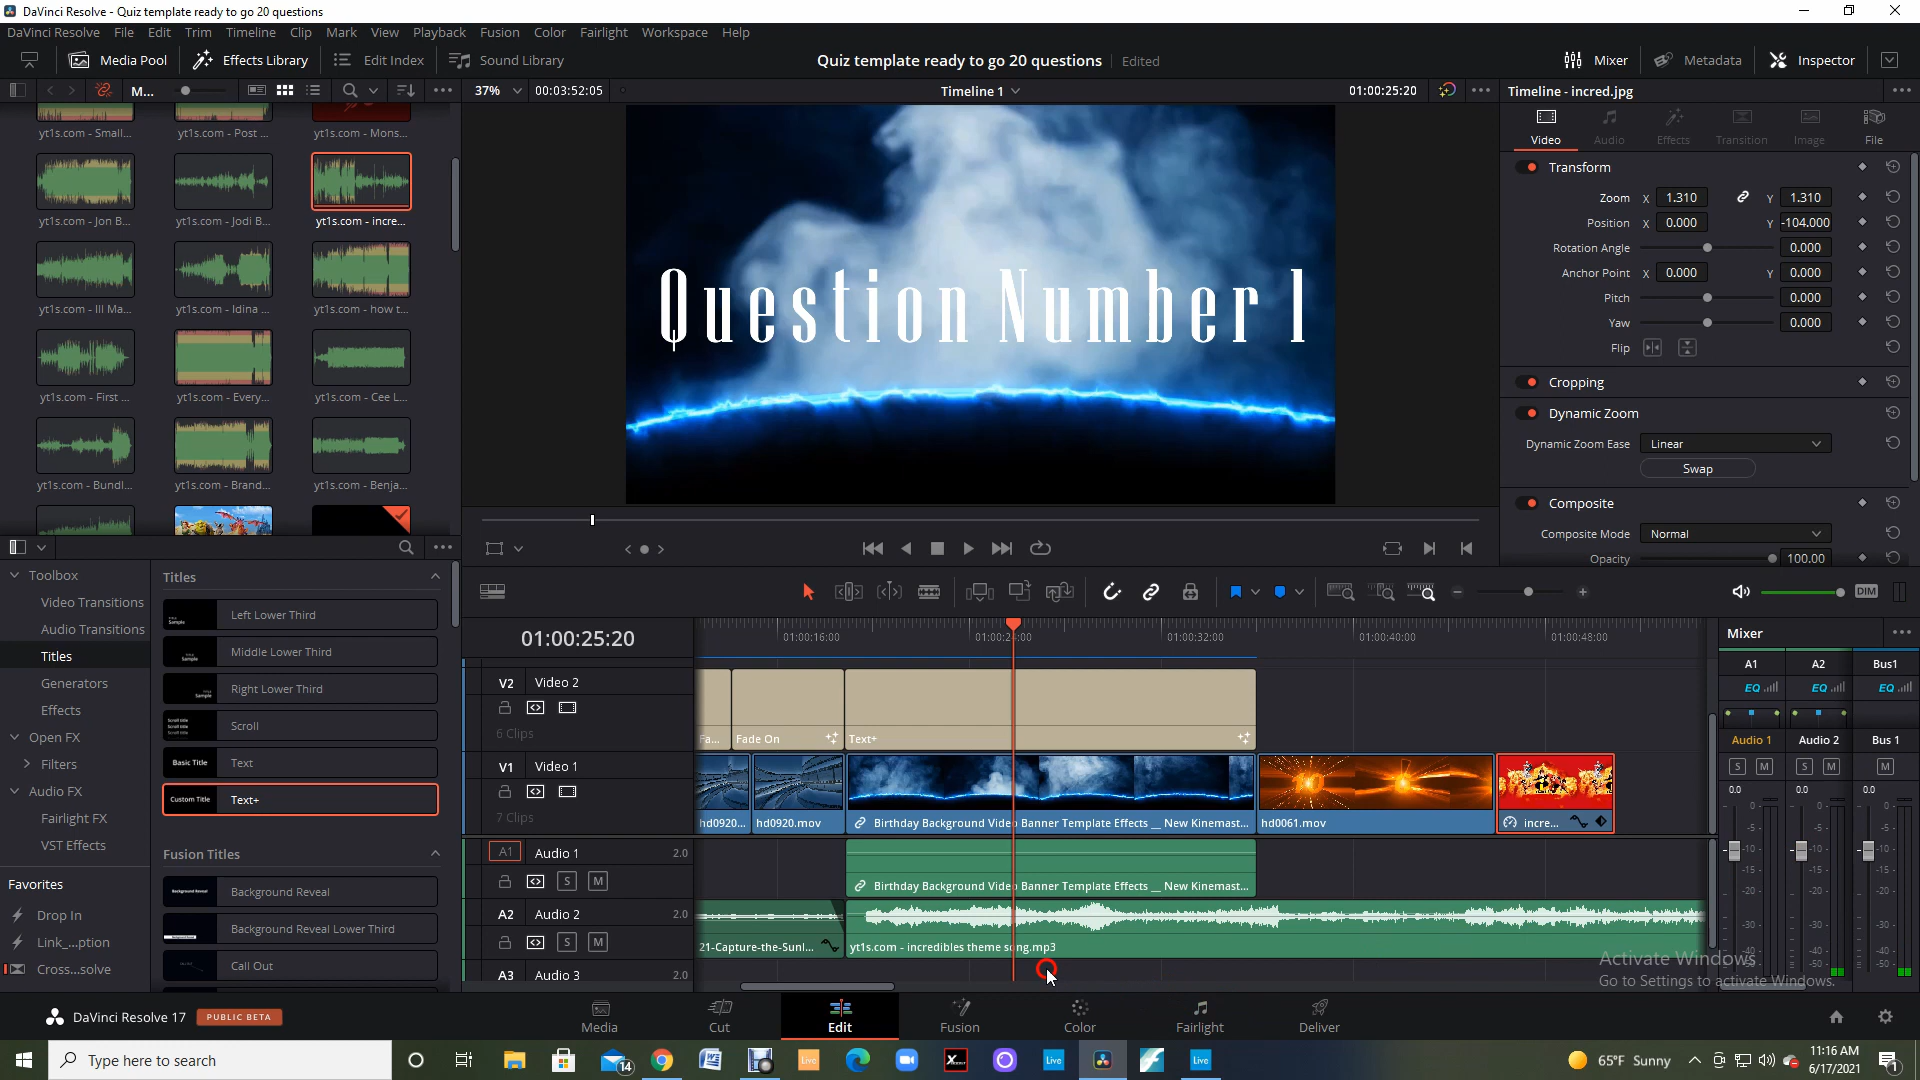 DaVinci Resolve - Quiz template ready to go 20 questions
DaVinci Resolve File Edit Trim Timeline Clip Mark View Playback Fusion Color Fairlight Workspace Help
Media Pool Effects Library Edit Index Sound Library
Quiz template ready to go 20 questions Edited
Mixer Metadata Inspector
M...
37% 00:03:52:05 Timeline 1 01:00:25:20
Timeline - incred.jpg
Video Audio Effects Transition Image File
yt1s.com - Small... yt1s.com - Post ... yt1s.com - Mons...
yt1s.com - Jon B... yt1s.com - Jodi B... yt1s.com - incre...
yt1s.com - Ill Ma... yt1s.com - Idina ... yt1s.com - how t...
yt1s.com - First ... yt1s.com - Every... yt1s.com - Cee L...
yt1s.com - Bundl... yt1s.com - Brand... yt1s.com - Benja...
Question Number 1
Transform
Zoom X 1.310 Y 1.310
Position X 0.000 Y -104.000
Rotation Angle 0.000
Anchor Point X 0.000 Y 0.000
Pitch 0.000
Yaw 0.000
Flip
Cropping
Dynamic Zoom
Dynamic Zoom Ease Linear
Swap
Composite
Composite Mode Normal
Opacity 100.00
Toolbox
Video Transitions
Audio Transitions
Titles
Generators
Effects
Open FX
Filters
Audio FX
Fairlight FX
VST Effects
Favorites
Drop In
Link_...ption
Cross...solve
Titles
Left Lower Third
Middle Lower Third
Right Lower Third
Scroll
Basic Title Text
Custom Title Text+
Fusion Titles
Background Reveal Background Reveal
Background Reveal Lower Third
Call Out
DIM
01:00:25:20
01:00:16:00 01:00:24:00 01:00:32:00 01:00:40:00 01:00:48:00
V2 Video 2
6 Clips
Fa... Fade On Text+
V1 Video 1
7 Clips
hd0920... hd0920.mov Birthday Background Video Banner Template Effects __ New Kinemast... hd0061.mov incre...
A1 Audio 1 2.0
S M
Birthday Background Video Banner Template Effects __ New Kinemast...
A2 Audio 2 2.0
S M
21-Capture-the-Sunl... yt1s.com - incredibles theme song.mp3
A3 Audio 3 2.0
Mixer
A1 A2 Bus1
EQ EQ EQ
Audio 1 Audio 2 Bus 1
S M S M M
0.0 0.0 0.0
0 0 0
-5 -5 -5
-10 -10 -10
-15 -15 -15
-20 -20 -20
-30 -30 -30
-40 -40 -40
-50 -50 -50
Activate Windows
Go to Settings to activate Windows.
DaVinci Resolve 17 PUBLIC BETA
Media Cut Edit Fusion Color Fairlight Deliver
Type here to search
14
Live
Live
Live
65°F Sunny
11:16 AM
6/17/2021
1